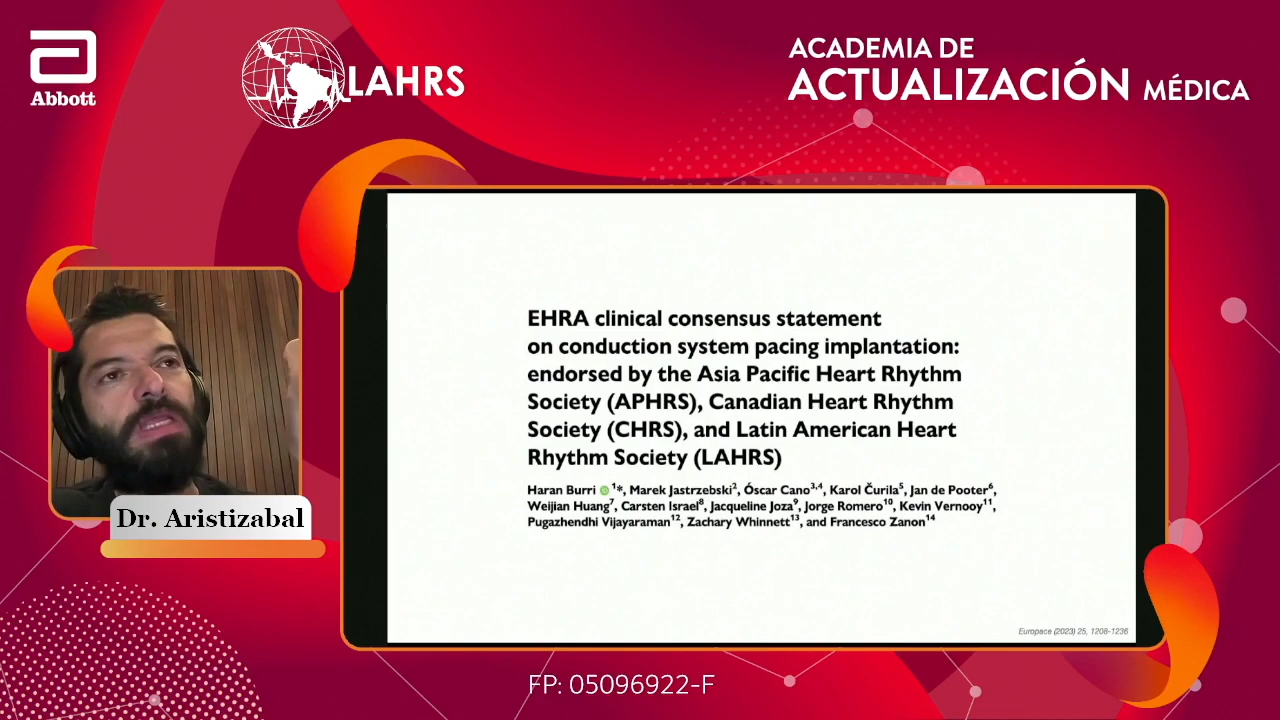 Abbott
LAHRS
ACADEMIA DE
ACTUALIZACIÓN MÉDICA
EHRA clinical consensus statement
on conduction system pacing implantation:
endorsed by the Asia Pacific Heart Rhythm
Society (APHRS), Canadian Heart Rhythm
Society (CHRS), and Latin American Heart
Rhythm Society (LAHRS)
Haran Burri 1*, Marek Jastrzebski2, Óscar Cano3,4, Karol Čurila5, Jan de Pooter6,
Weijian Huang7, Carsten Israel8, Jacqueline Joza9, Jorge Romero10, Kevin Vernooy11,
Pugazhendhi Vijayaraman12, Zachary Whinnett13, and Francesco Zanon14
Europace (2023) 25, 1208-1236
Dr. Aristizabal
FP: 05096922-F